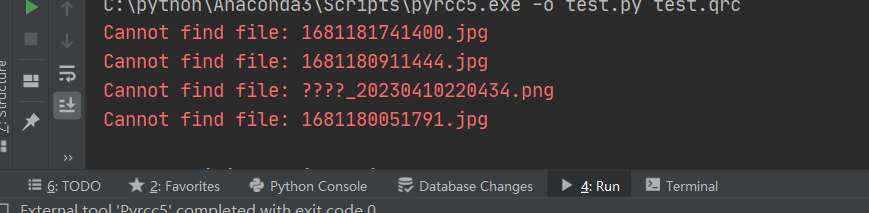 C:\python\Anaconda3\Scripts\pyrcc5.exe -o test.py test.qrc
Cannot find file: 1681181741400.jpg
Cannot find file: 1681180911444.jpg
Cannot find file: ????_20230410220434.png
Cannot find file: 1681180051791.jpg
7: Structure
»
6: TODO
2: Favorites
Python Console
Database Changes
4: Run
Terminal
External tool 'Pyrcc5' completed with exit code 0